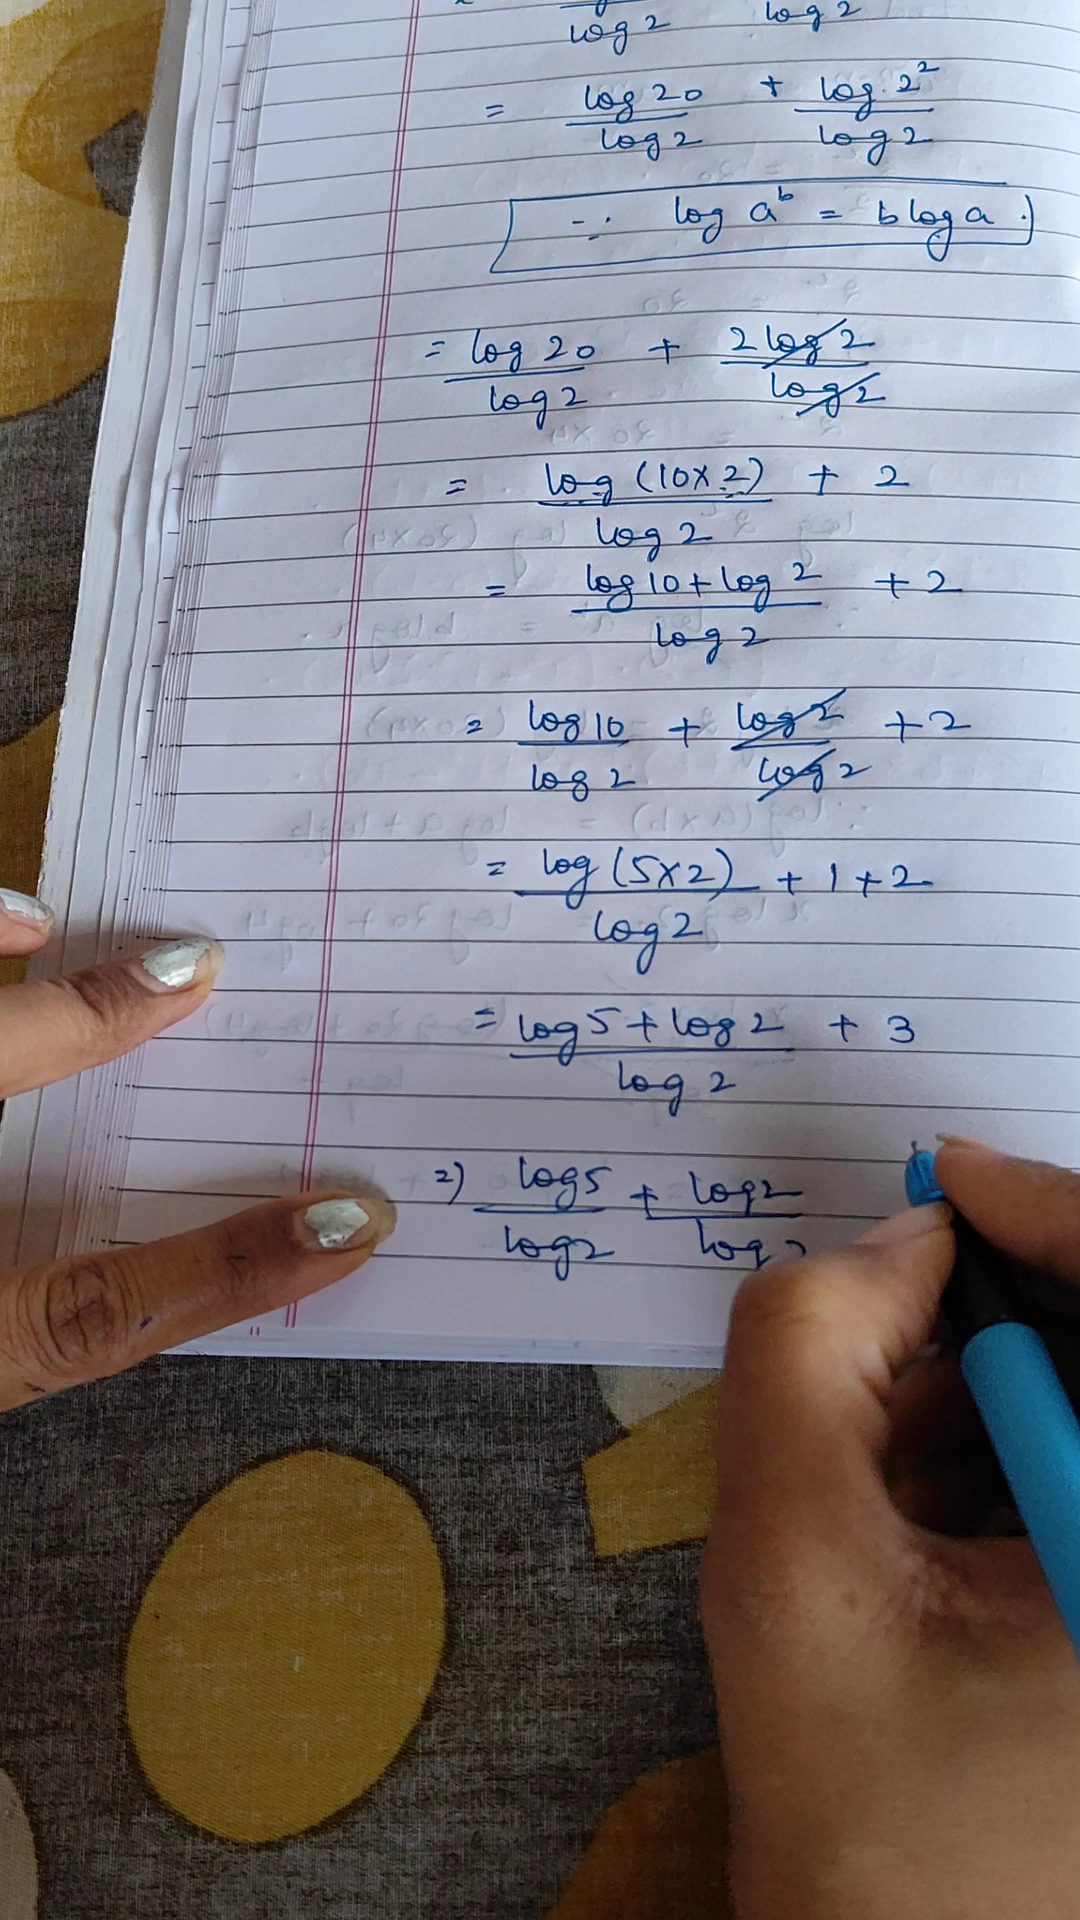 log 2 log 2
= log 20 / log 2 + log 2² / log 2
∵ log aᵇ = b log a.
= log 20 / log 2 + 2 log 2 / log 2
= log (10×2) / log 2 + 2
= log 10 + log 2 / log 2 + 2
= log 10 / log 2 + log 2 / log 2 + 2
= log (5×2) / log 2 + 1 + 2
= log 5 + log 2 / log 2 + 3
2) log 5 / log 2 + log 2 / log